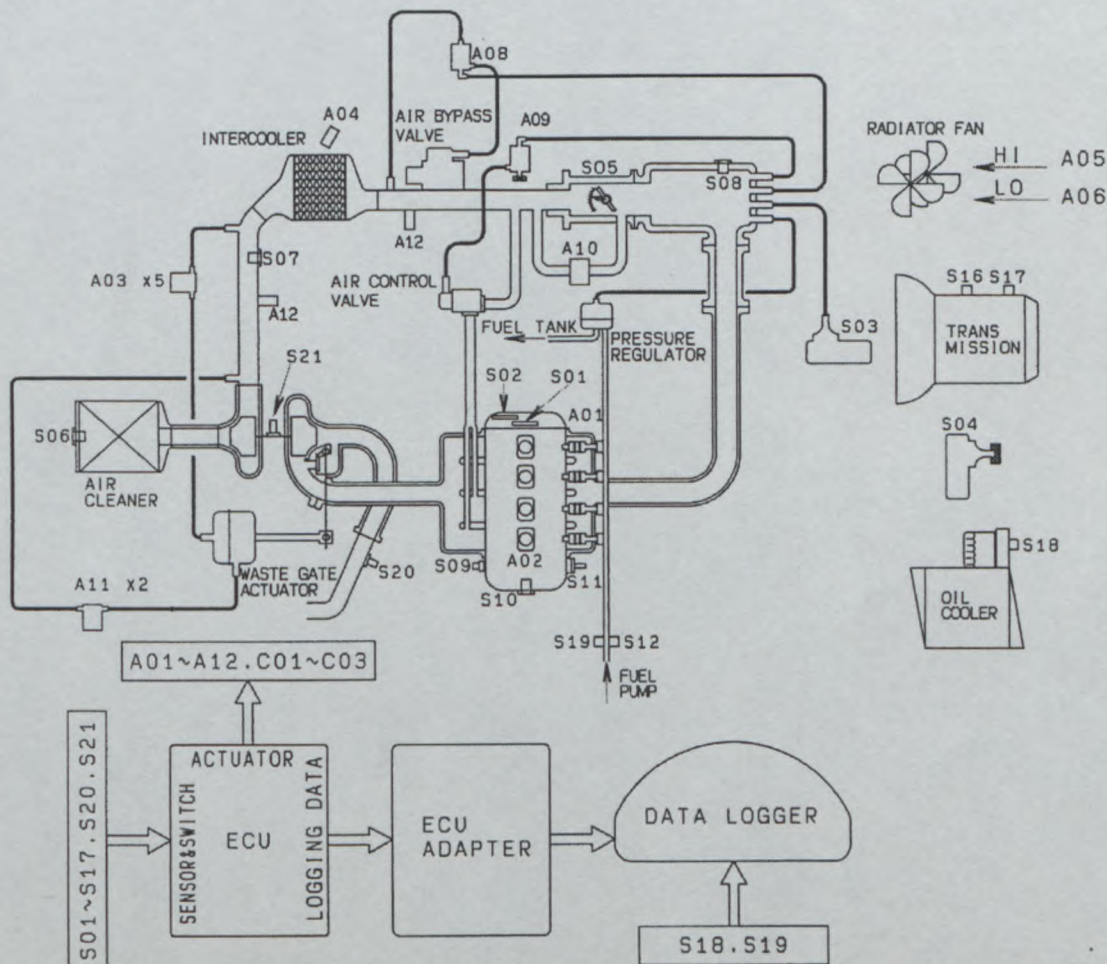 A08
A04
INTERCOOLER
AIR BYPASS
VALVE
A09
S05
S08
RADIATOR FAN
HI
A05
LO
A06
A12
S07
A10
A03 x5
AIR CONTROL
VALVE
A12
S16 S17
FUEL TANK
PRESSURE
REGULATOR
S03
TRANS
MISSION
S21
S02
S01
A01
S06
S04
AIR
CLEANER
WASTE GATE
ACTUATOR
S20
S09
A02
S11
S10
S18
OIL
COOLER
A11 x2
S19
S12
FUEL
PUMP
A01~A12.C01~C03
S01~S17.S20.S21
ACTUATOR
SENSOR&SWITCH
ECU
LOGGING DATA
ECU
ADAPTER
DATA LOGGER
S18.S19